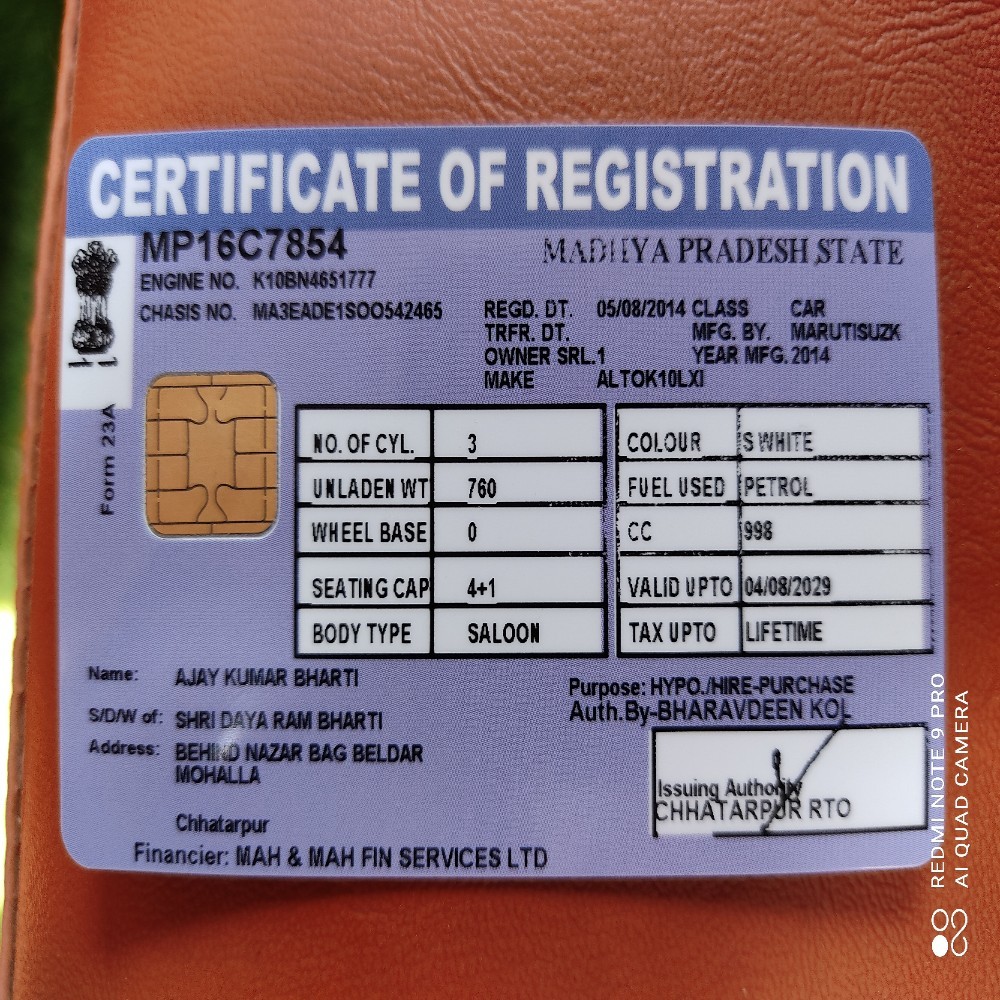 CERTIFICATE OF REGISTRATION
MP16C7854
MADHYA PRADESH STATE
ENGINE NO. K10BN4651777
CHASIS NO. MA3EADE1SOO542465
REGD. DT. 05/08/2014 CLASS CAR
TRFR. DT. MFG. BY. MARUTISUZK
OWNER SRL.1 YEAR MFG. 2014
MAKE ALTOK10LXI
Form 23A
NO. OF CYL. 3 COLOUR S WHITE
UNLADEN WT 760 FUEL USED PETROL
WHEEL BASE 0 CC 998
SEATING CAP 4+1 VALID UPTO 04/08/2029
BODY TYPE SALOON TAX UPTO LIFETIME
Name: AJAY KUMAR BHARTI
S/D/W of: SHRI DAYA RAM BHARTI
Address: BEHIND NAZAR BAG BELDAR
MOHALLA
Chhatarpur
Financier: MAH & MAH FIN SERVICES LTD
Purpose: HYPO./HIRE-PURCHASE
Auth.By-BHARAVDEEN KOL
Issuing Authority
CHHATARPUR RTO
REDMI NOTE 9 PRO
AI QUAD CAMERA